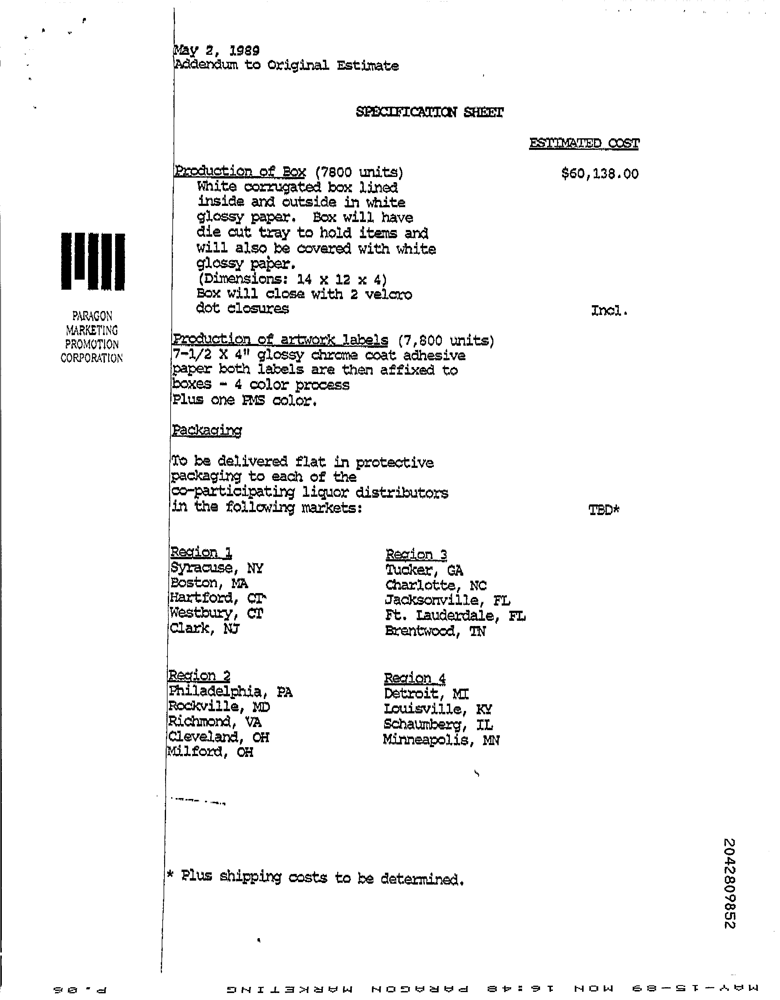 May 2, 1989
Addendum to Original Estimate
SPECIFICATION SHEET
ESTIMATED COST
Production of Box (7800 units) $60,138.00
White corrugated box lined
inside and outside in white
glossy paper. Box will have
die cut tray to hold items and
will also be covered with white
glossy paper.
(Dimensions: 14 x 12 x 4)
Box will close with 2 velcro
dot closures Incl.
PARAGON
MARKETING
PROMOTION
CORPORATION
Production of artwork labels (7,800 units)
7-1/2 X 4" glossy chrome coat adhesive
paper both labels are then affixed to
boxes - 4 color process
Plus one PMS color.
Packaging
To be delivered flat in protective
packaging to each of the
co-participating liquor distributors
in the following markets: TBD*
Region 1
Syracuse, NY
Boston, MA
Hartford, CT
Westbury, CT
Clark, NJ
Region 3
Tucker, GA
Charlotte, NC
Jacksonville, FL
Ft. Lauderdale, FL
Brentwood, TN
Region 2
Philadelphia, PA
Rockville, MD
Richmond, VA
Cleveland, OH
Milford, OH
Region 4
Detroit, MI
Louisville, KY
Schaumberg, IL
Minneapolis, MN
* Plus shipping costs to be determined.
2042809852
MAY-15-89 MON 16:48 PARAGON MARKETING P.06